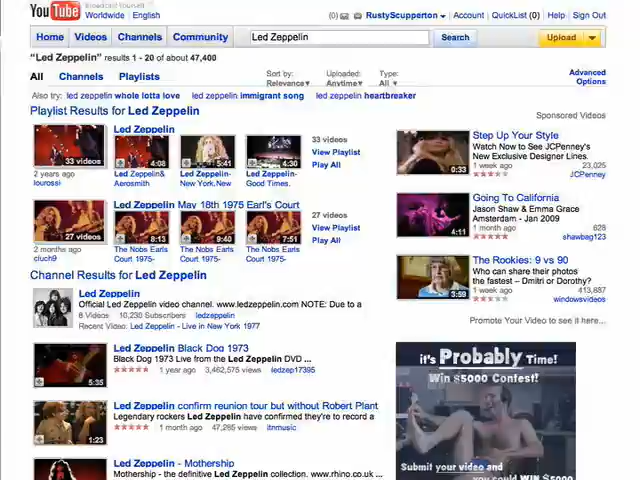 YouTube Broadcast Yourself
Worldwide | English
(0) RustyScupperton | Account | QuickList (0) | Help | Sign Out
Home Videos Channels Community Led Zeppelin Search Upload
"Led Zeppelin" results 1 - 20 of about 47,400
All Channels Playlists
Sort by: Uploaded: Type: Advanced
Relevance Anytime All Options
Also try: led zeppelin whole lotta love led zeppelin immigrant song led zeppelin heartbreaker
Playlist Results for Led Zeppelin
33 videos
2 years ago
lourossi
Led Zeppelin
4:08
Led Zeppelin&
Aerosmith
5:41
Led Zeppelin-
New York,New
4:30
Led Zeppelin-
Good Times.
33 videos
View Playlist
Play All
27 videos
2 months ago
ciuch9
Led Zeppelin May 18th 1975 Earl's Court
8:13
The Nobs Earls
Court 1975-
9:40
The Nobs Earls
Court 1975-
7:51
The Nobs Earls
Court 1975-
27 videos
View Playlist
Play All
Channel Results for Led Zeppelin
Led Zeppelin
Official Led Zeppelin video channel. www.ledzeppelin.com NOTE: Due to a
8 Videos 10,230 Subscribers ledzeppelin
Recent Video: Led Zeppelin - Live in New York 1977
5:35
Led Zeppelin Black Dog 1973
Black Dog 1973 Live from the Led Zeppelin DVD ...
1 year ago 3,462,575 views ledzep17395
1:23
Led Zeppelin confirm reunion tour but without Robert Plant
Legendary rockers Led Zeppelin have confirmed they're to record a
1 month ago 47,265 views itnmusic
Led Zeppelin - Mothership
Mothership - the definitive Led Zeppelin collection. www.rhino.co.uk ...
Sponsored Videos
0:33
Step Up Your Style
Watch Now to See JCPenney's
New Exclusive Designer Lines.
1 week ago 23,025
JCPenney
4:11
Going To California
Jason Shaw & Emma Grace
Amsterdam - Jan 2009
1 month ago 628
shawbag123
3:59
The Rookies: 9 vs 90
Who can share their photos
the fastest – Dmitri or Dorothy?
1 week ago 413,887
windowsvideos
Promote Your Video to see it here...
it's Probably Time!
Win $5000 Contest!
Submit your video and
you could WIN $5000